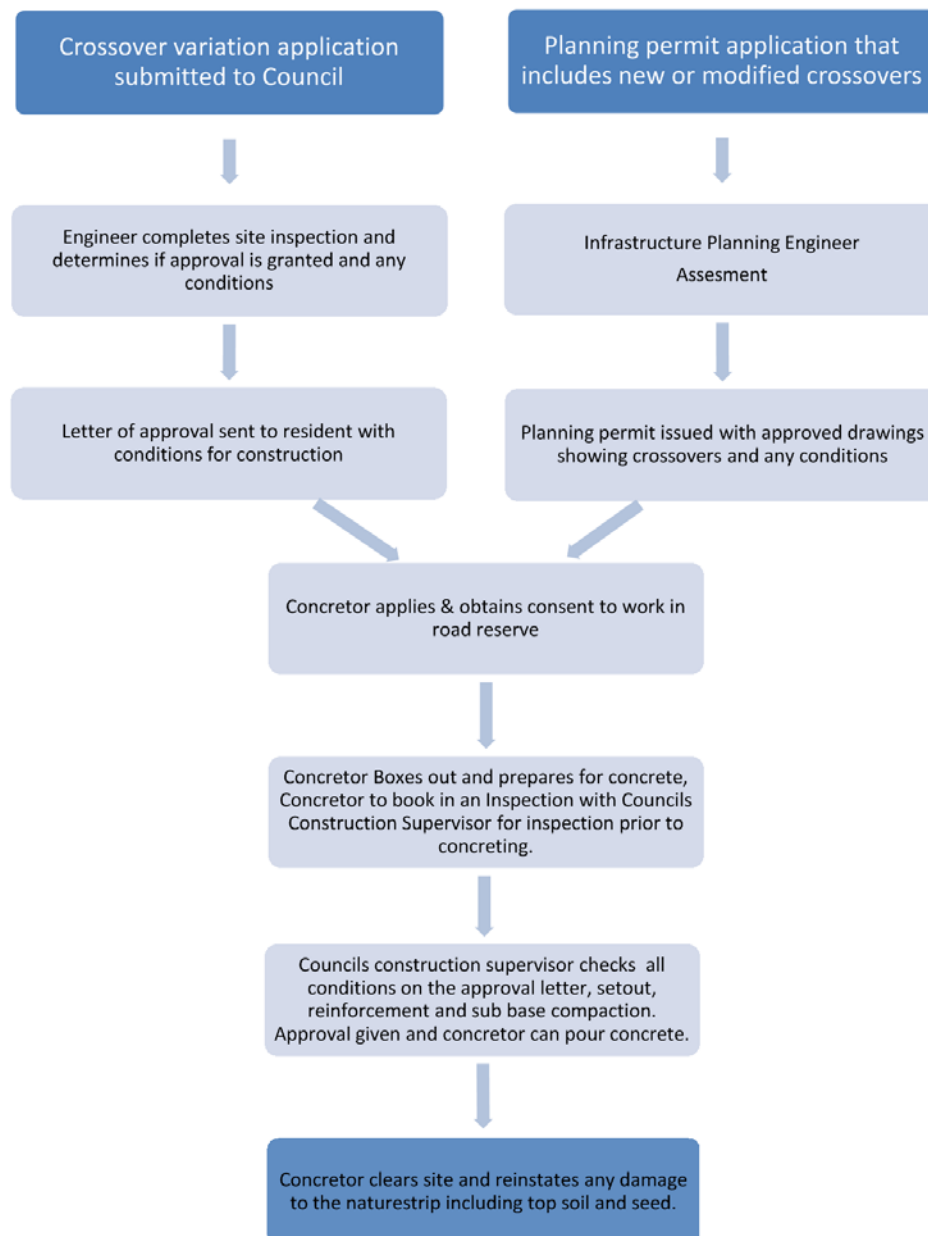 Crossover variation application
submitted to Council
Planning permit application that
includes new or modified crossovers
Engineer completes site inspection and
determines if approval is granted and any
conditions
Infrastructure Planning Engineer
Assesment
Letter of approval sent to resident with
conditions for construction
Planning permit issued with approved drawings
showing crossovers and any conditions
Concretor applies & obtains consent to work in
road reserve
Concretor Boxes out and prepares for concrete,
Concretor to book in an Inspection with Councils
Construction Supervisor for inspection prior to
concreting.
Councils construction supervisor checks all
conditions on the approval letter, setout,
reinforcement and sub base compaction.
Approval given and concretor can pour concrete.
Concretor clears site and reinstates any damage
to the naturestrip including top soil and seed.